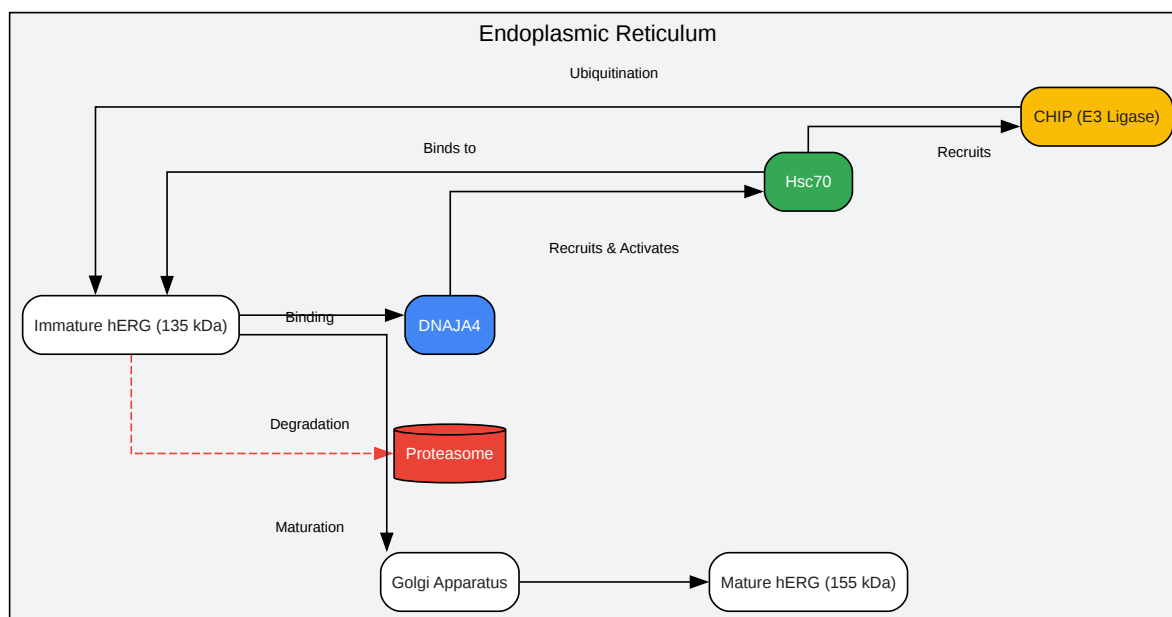 Endoplasmic Reticulum
Ubiquitination
CHIP (E3 Ligase)
Binds to
Recruits
Hsc70
Recruits & Activates
Immature hERG (135 kDa)
Binding
DNAJA4
Degradation
Proteasome
Maturation
Golgi Apparatus
Mature hERG (155 kDa)